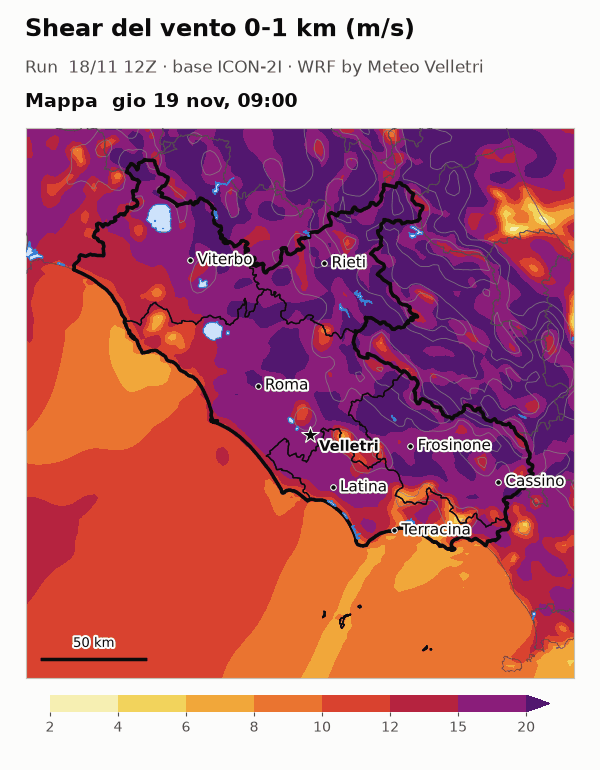 Shear del vento 0-1 km (m/s)
Run  18/11 12Z · base ICON-2I · WRF by Meteo Velletri
Mappa  gio 19 nov, 09:00
Viterbo
Rieti
Roma
Velletri
Frosinone
Cassino
Latina
Terracina
50 km
2 4 6 8 10 12 15 20